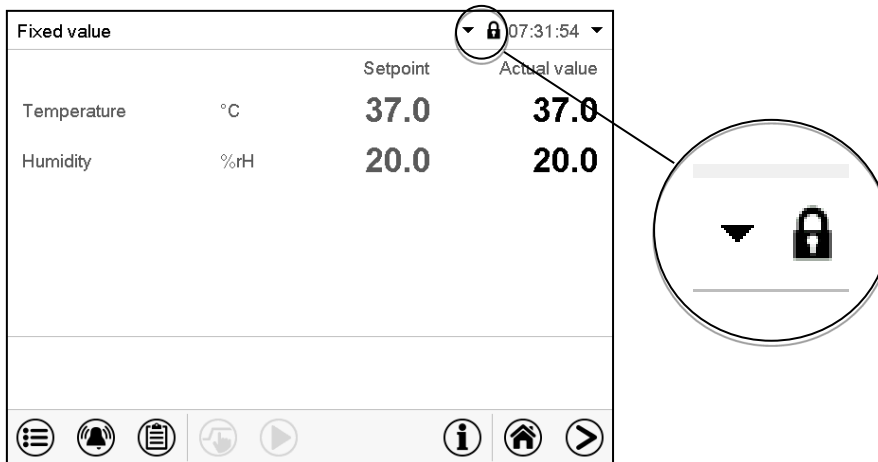 Fixed value 07:31:54
Setpoint Actual value
Temperature °C 37.0 37.0
Humidity %rH 20.0 20.0